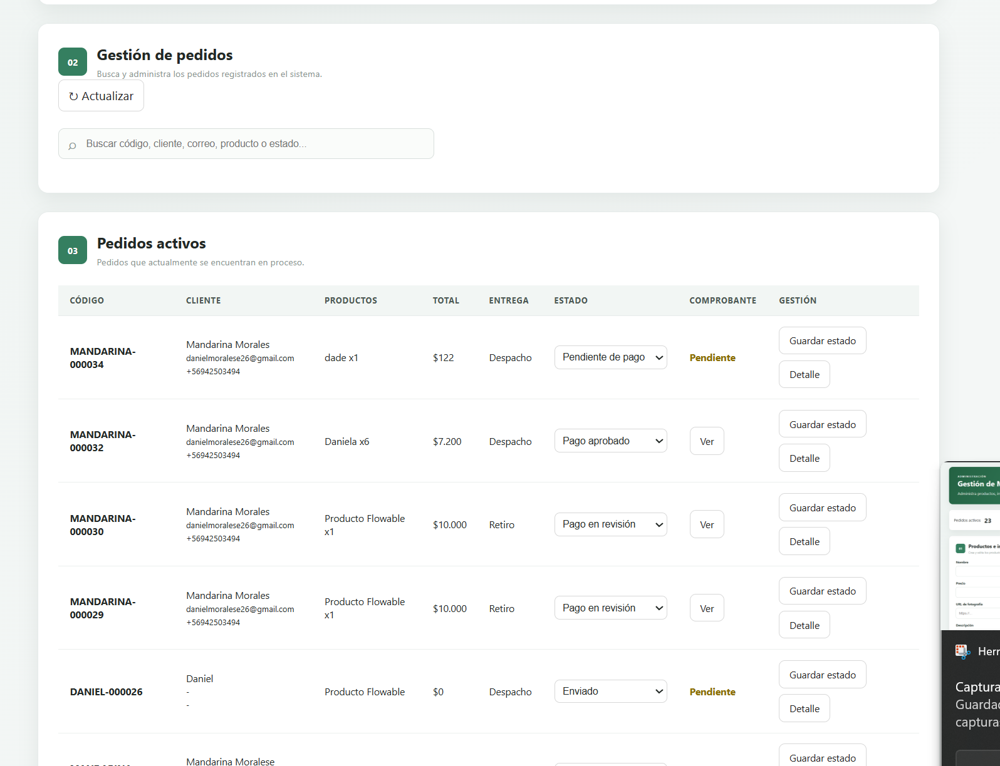 02
Gestión de pedidos
Busca y administra los pedidos registrados en el sistema.
↻ Actualizar
Buscar código, cliente, correo, producto o estado...
03
Pedidos activos
Pedidos que actualmente se encuentran en proceso.
CÓDIGO CLIENTE PRODUCTOS TOTAL ENTREGA ESTADO COMPROBANTE GESTIÓN
MANDARINA-
000034
Mandarina Morales
danielmoralese26@gmail.com
+56942503494
dade x1
$122
Despacho
Pendiente de pago
Pendiente
Guardar estado
Detalle
MANDARINA-
000032
Mandarina Morales
danielmoralese26@gmail.com
+56942503494
Daniela x6
$7.200
Despacho
Pago aprobado
Ver
Guardar estado
Detalle
MANDARINA-
000030
Mandarina Morales
danielmoralese26@gmail.com
+56942503494
Producto Flowable
x1
$10.000
Retiro
Pago en revisión
Ver
Guardar estado
Detalle
MANDARINA-
000029
Mandarina Morales
danielmoralese26@gmail.com
+56942503494
Producto Flowable
x1
$10.000
Retiro
Pago en revisión
Ver
Guardar estado
Detalle
DANIEL-000026
Daniel
-
-
Producto Flowable
$0
Despacho
Enviado
Pendiente
Guardar estado
Detalle
Mandarina Moralese
Guardar estado
ADMINISTRACIÓN
Gestión de M
Administra productos, in
Pedidos activos 23
01
Productos e in
Nombre
Precio
URL de fotografía
https://...
Descripción
Herr
Captura
Guardad
captura